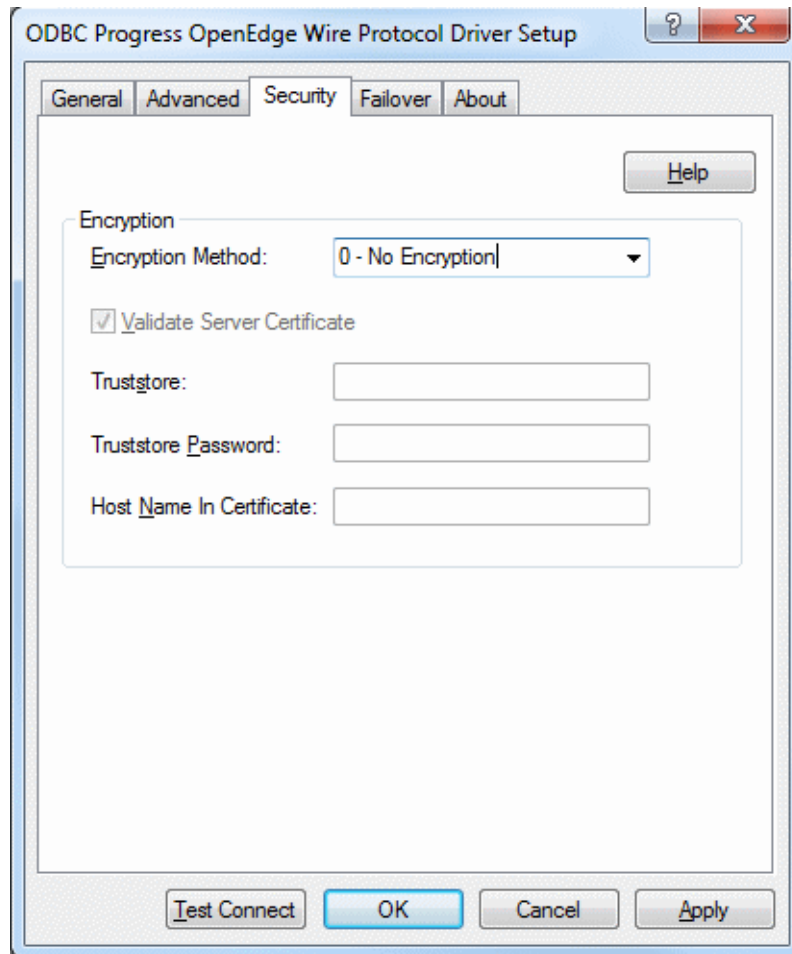 ODBC Progress OpenEdge Wire Protocol Driver Setup
General Advanced Security Failover About
Help
Encryption
Encryption Method: 0 - No Encryption
Validate Server Certificate
Truststore:
Truststore Password:
Host Name In Certificate:
Test Connect OK Cancel Apply